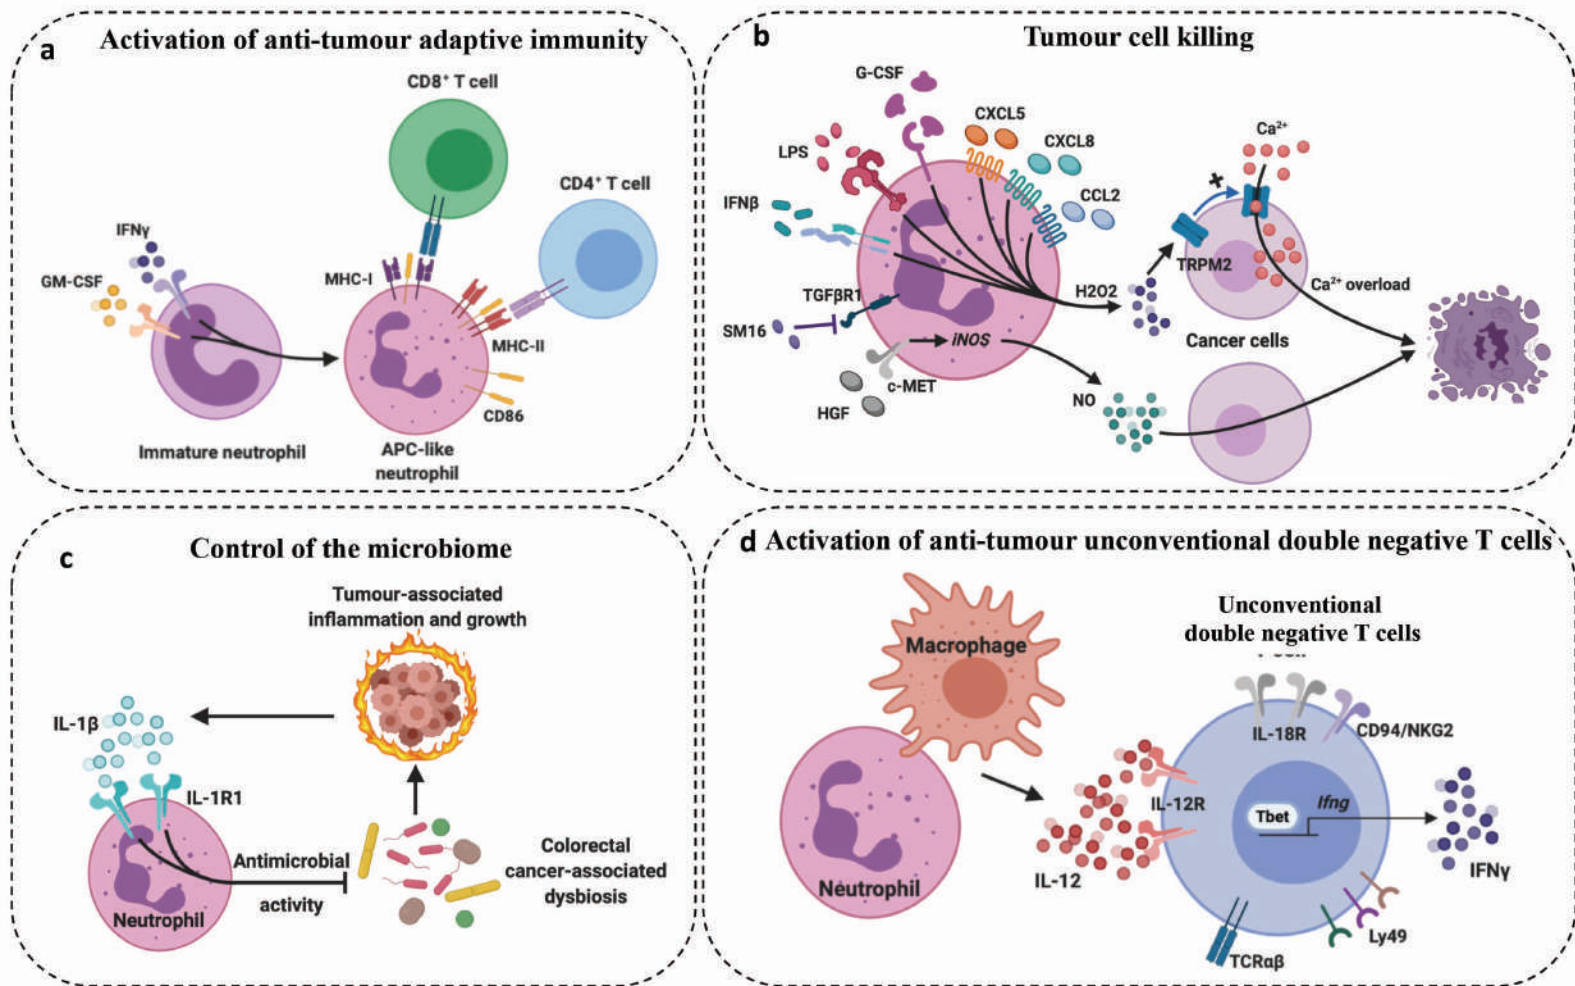 a
Activation of anti-tumour adaptive immunity
CD8⁺ T cell
CD4⁺ T cell
IFNγ
GM-CSF
MHC-I
MHC-II
CD86
Immature neutrophil
APC-like
neutrophil
b
Tumour cell killing
G-CSF
CXCL5
CXCL8
CCL2
LPS
IFNβ
TGFβR1
SM16
iNOS
c-MET
HGF
H2O2
NO
Ca²⁺
TRPM2
Ca²⁺ overload
Cancer cells
c
Control of the microbiome
Tumour-associated
inflammation and growth
IL-1β
IL-1R1
Antimicrobial
activity
Neutrophil
Colorectal
cancer-associated
dysbiosis
d
Activation of anti-tumour unconventional double negative T cells
Macrophage
Neutrophil
Unconventional
double negative T cells
IL-18R
CD94/NKG2
IL-12R
IL-12
Tbet
Ifng
IFNγ
Ly49
TCRαβ